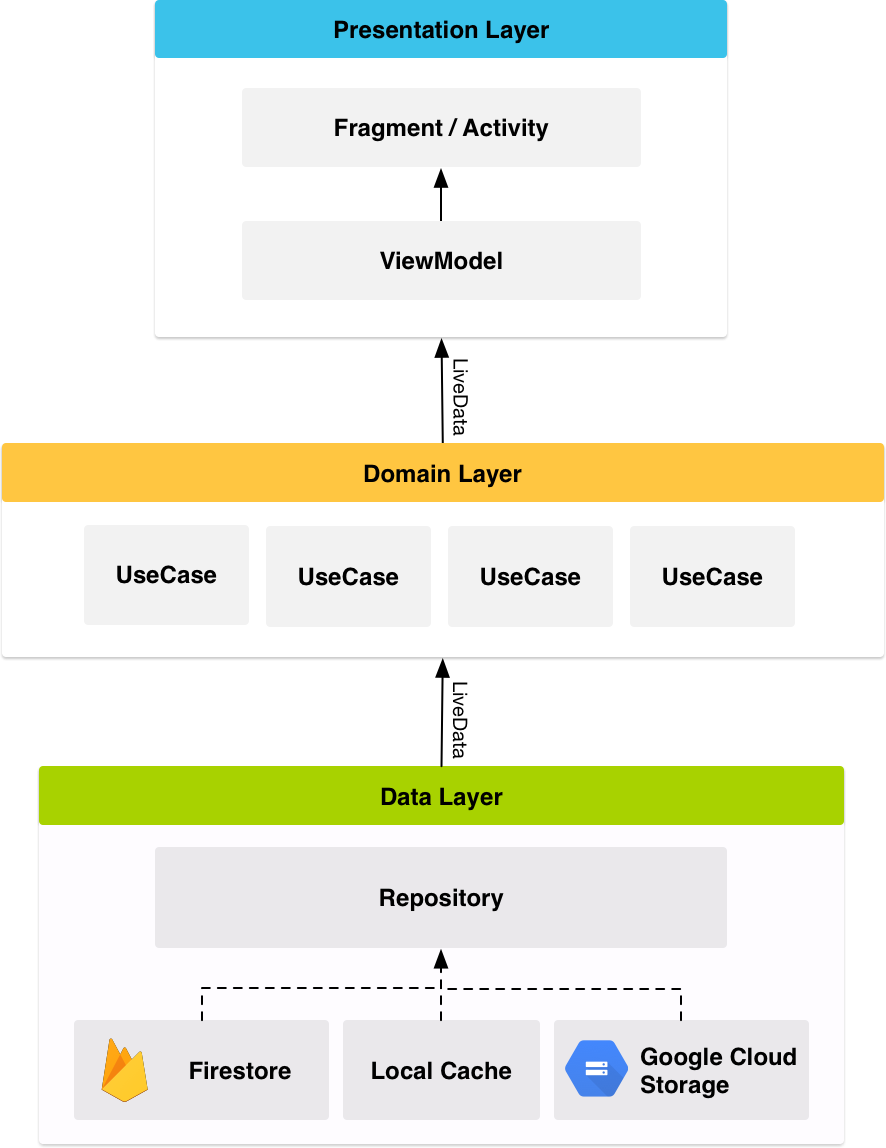 Presentation Layer
Fragment / Activity
ViewModel
LiveData
Domain Layer
UseCase
UseCase
UseCase
UseCase
LiveData
Data Layer
Repository
Firestore
Local Cache
Google Cloud
Storage